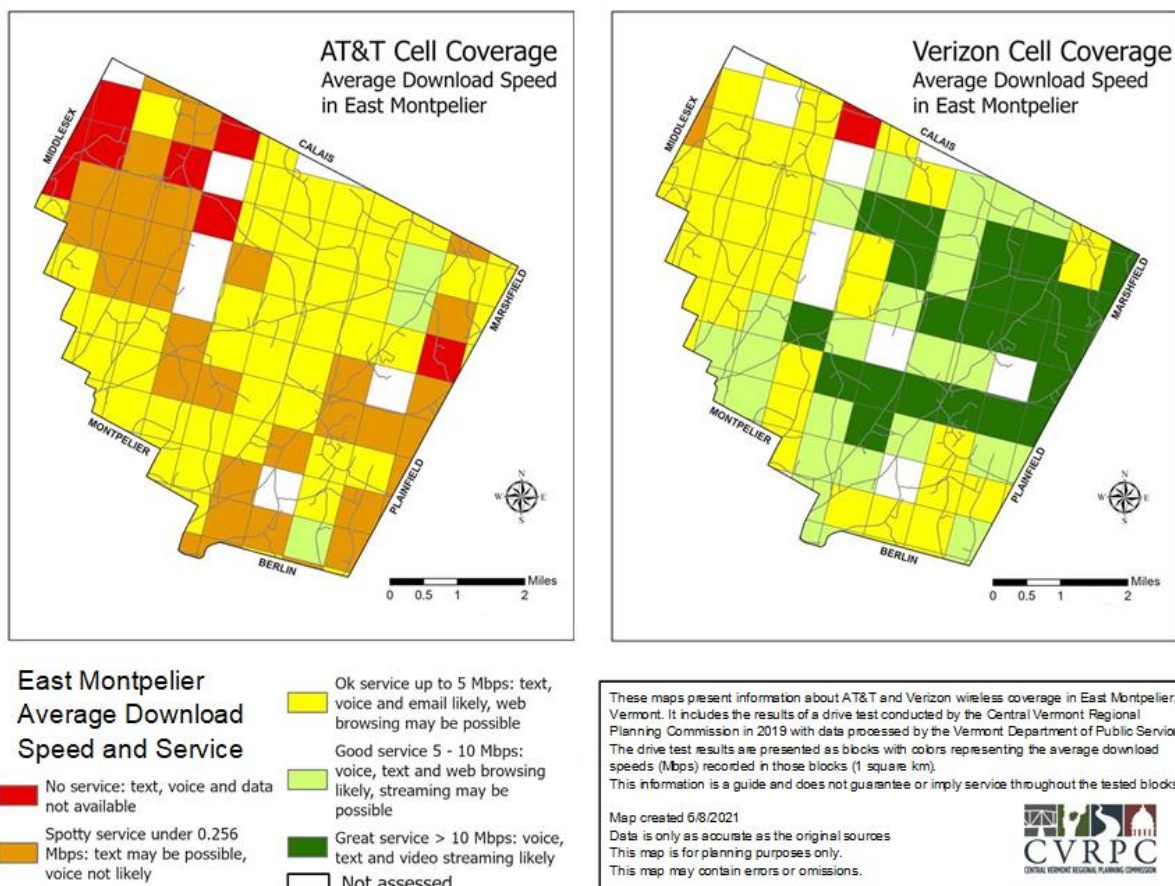 AT&T Cell Coverage
Average Download Speed
in East Montpelier
MIDDLESEX
CALAIS
MARSHFIELD
MONTPELIER
PLAINFIELD
BERLIN
N
W E
S
Miles
0 0.5 1 2
Verizon Cell Coverage
Average Download Speed
in East Montpelier
MIDDLESEX
CALAIS
MARSHFIELD
MONTPELIER
PLAINFIELD
BERLIN
N
W E
S
Miles
0 0.5 1 2
East Montpelier
Average Download
Speed and Service
No service: text, voice and data
not available
Spotty service under 0.256
Mbps: text may be possible,
voice not likely
Ok service up to 5 Mbps: text,
voice and email likely, web
browsing may be possible
Good service 5 - 10 Mbps:
voice, text and web browsing
likely, streaming may be
possible
Great service > 10 Mbps: voice,
text and video streaming likely
Not assessed
These maps present information about AT&T and Verizon wireless coverage in East Montpelier,
Vermont. It includes the results of a drive test conducted by the Central Vermont Regional
Planning Commission in 2019 with data processed by the Vermont Department of Public Service
The drive test results are presented as blocks with colors representing the average download
speeds (Mbps) recorded in those blocks (1 square km).
This information is a guide and does not guarantee or imply service throughout the tested blocks
Map created 6/8/2021
Data is only as accurate as the original sources
This map is for planning purposes only.
This map may contain errors or omissions.
CVRPC
CENTRAL VERMONT REGIONAL PLANNING COMMISSION